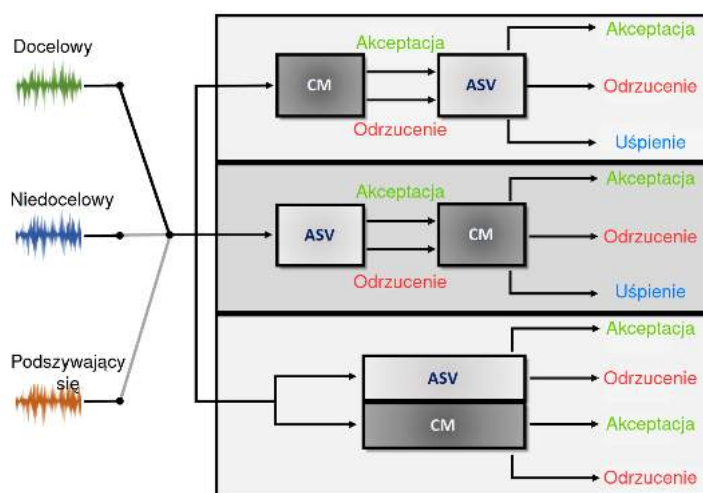 Docelowy
Niedocelowy
Podszywający
się
CM
Akceptacja
Odrzucenie
ASV
Akceptacja
Odrzucenie
Uśpienie
ASV
Akceptacja
Odrzucenie
CM
Akceptacja
Odrzucenie
Uśpienie
ASV
CM
Akceptacja
Odrzucenie
Akceptacja
Odrzucenie